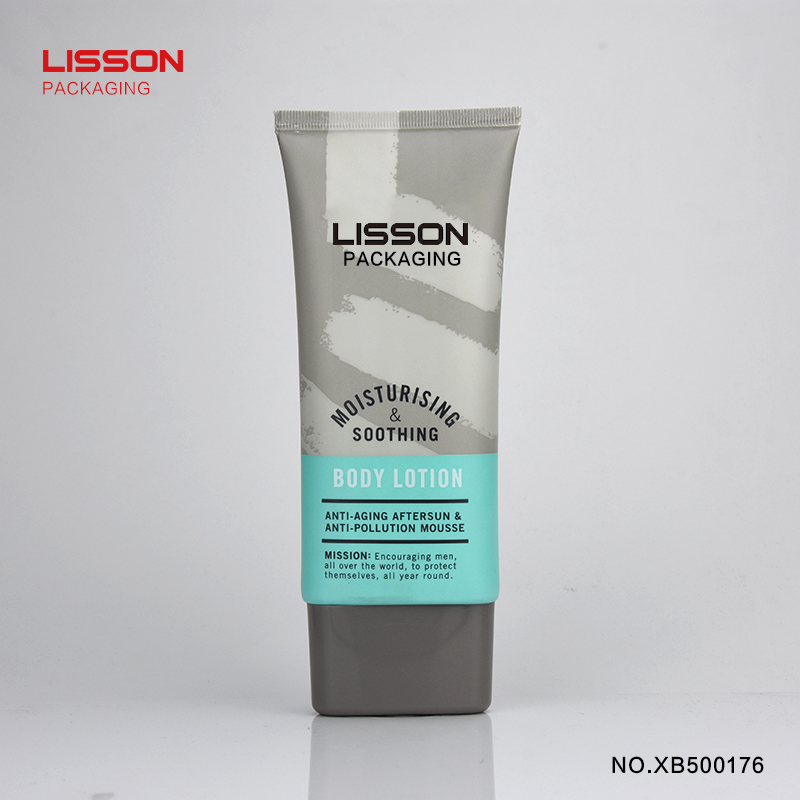 LISSON
PACKAGING
LISSON
PACKAGING
MOISTURISING
&
SOOTHING
BODY LOTION
ANTI-AGING AFTERSUN &
ANTI-POLLUTION MOUSSE
MISSION: Encouraging men,
all over the world, to protect
themselves, all year round.
NO.XB500176